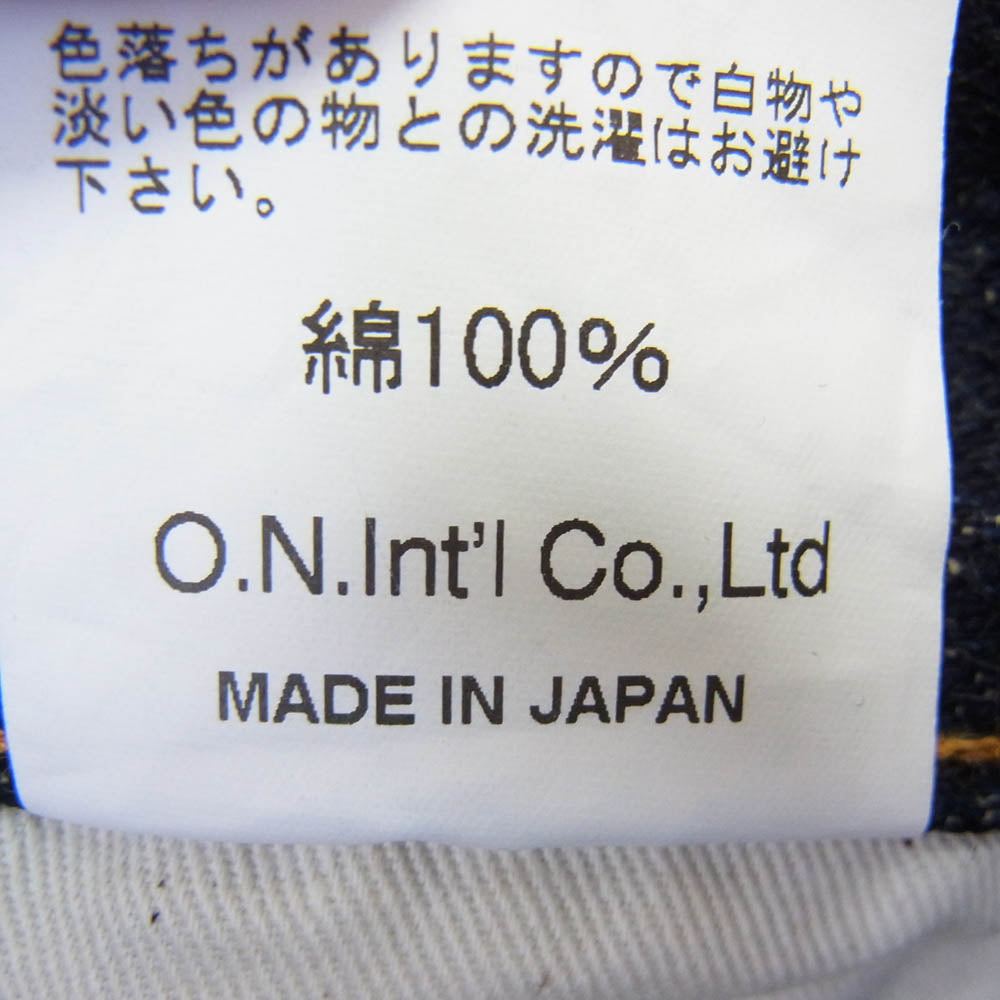 色落ちがありますので白物や
淡い色の物との洗濯はお避け
下さい。
綿100%
O.N.Int'l Co.,Ltd
MADE IN JAPAN